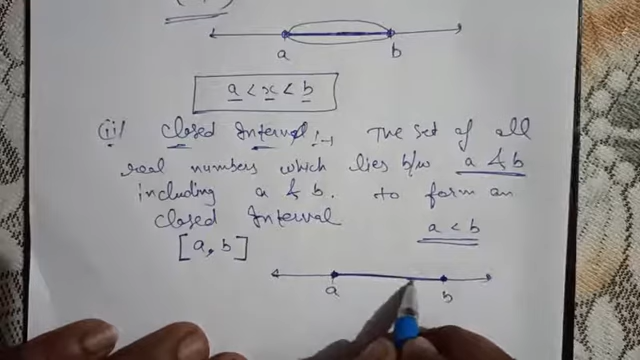 a b
a < x < b
(ii) Closed Interval :→ The set of all
real numbers which lies b/w a & b
including a & b. to form an
closed Interval a < b
[a, b]
a b